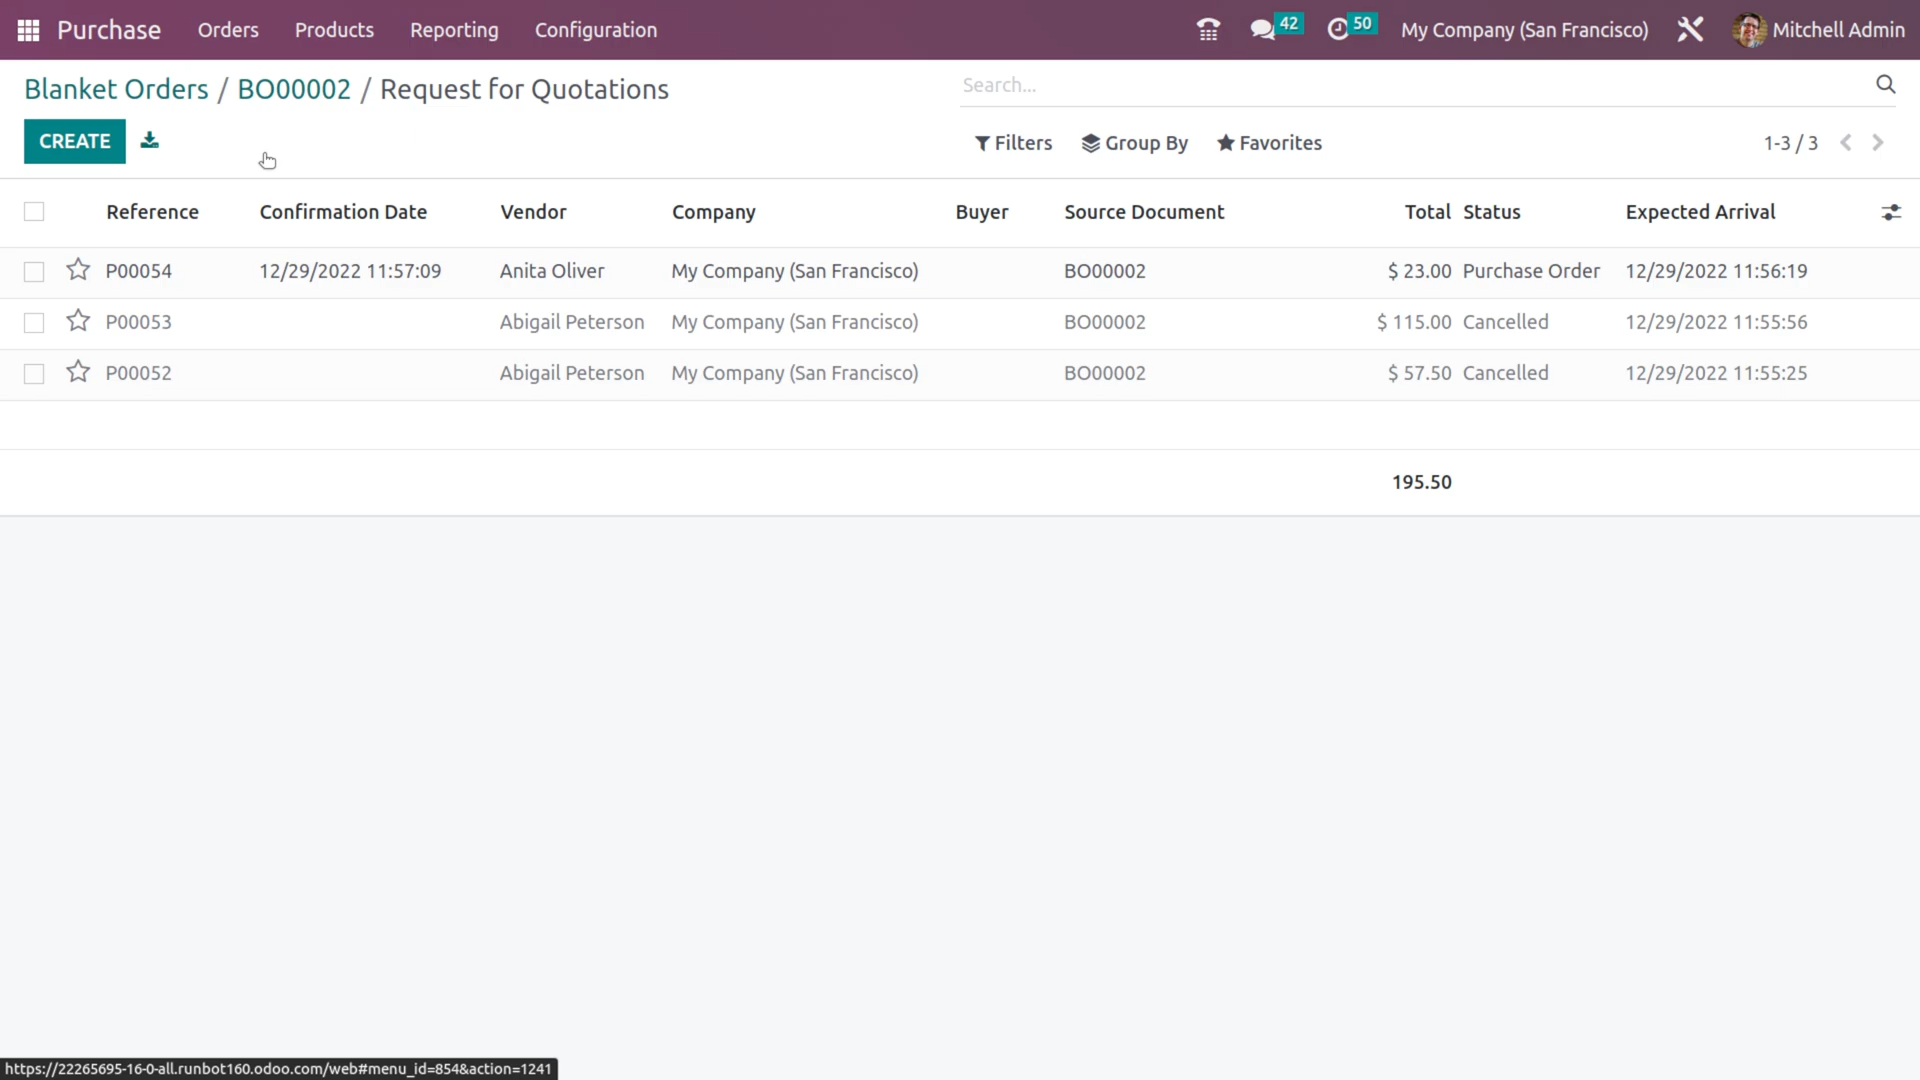 Purchase Orders Products Reporting Configuration 42 50 My Company (San Francisco) Mitchell Admin
Blanket Orders / BO00002 / Request for Quotations
Search...
CREATE
Filters Group By Favorites 1-3 / 3
Reference Confirmation Date Vendor Company Buyer Source Document Total Status Expected Arrival
P00054 12/29/2022 11:57:09 Anita Oliver My Company (San Francisco) BO00002 $ 23.00 Purchase Order 12/29/2022 11:56:19
P00053 Abigail Peterson My Company (San Francisco) BO00002 $ 115.00 Cancelled 12/29/2022 11:55:56
P00052 Abigail Peterson My Company (San Francisco) BO00002 $ 57.50 Cancelled 12/29/2022 11:55:25
195.50
https://22265695-16-0-all.runbot160.odoo.com/web#menu_id=854&action=1241